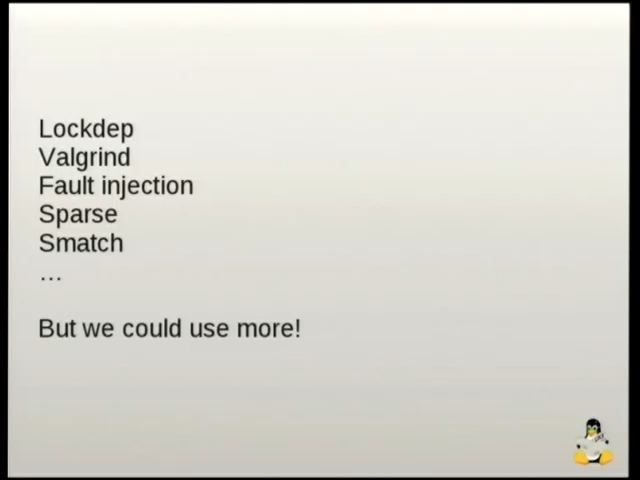 Lockdep
Valgrind
Fault injection
Sparse
Smatch
…
But we could use more!